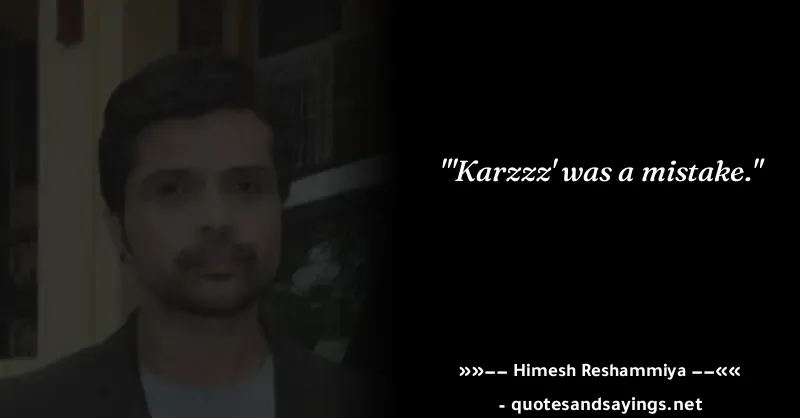 "'Karzzz' was a mistake."
»»−− Himesh Reshammiya −−««
- quotesandsayings.net